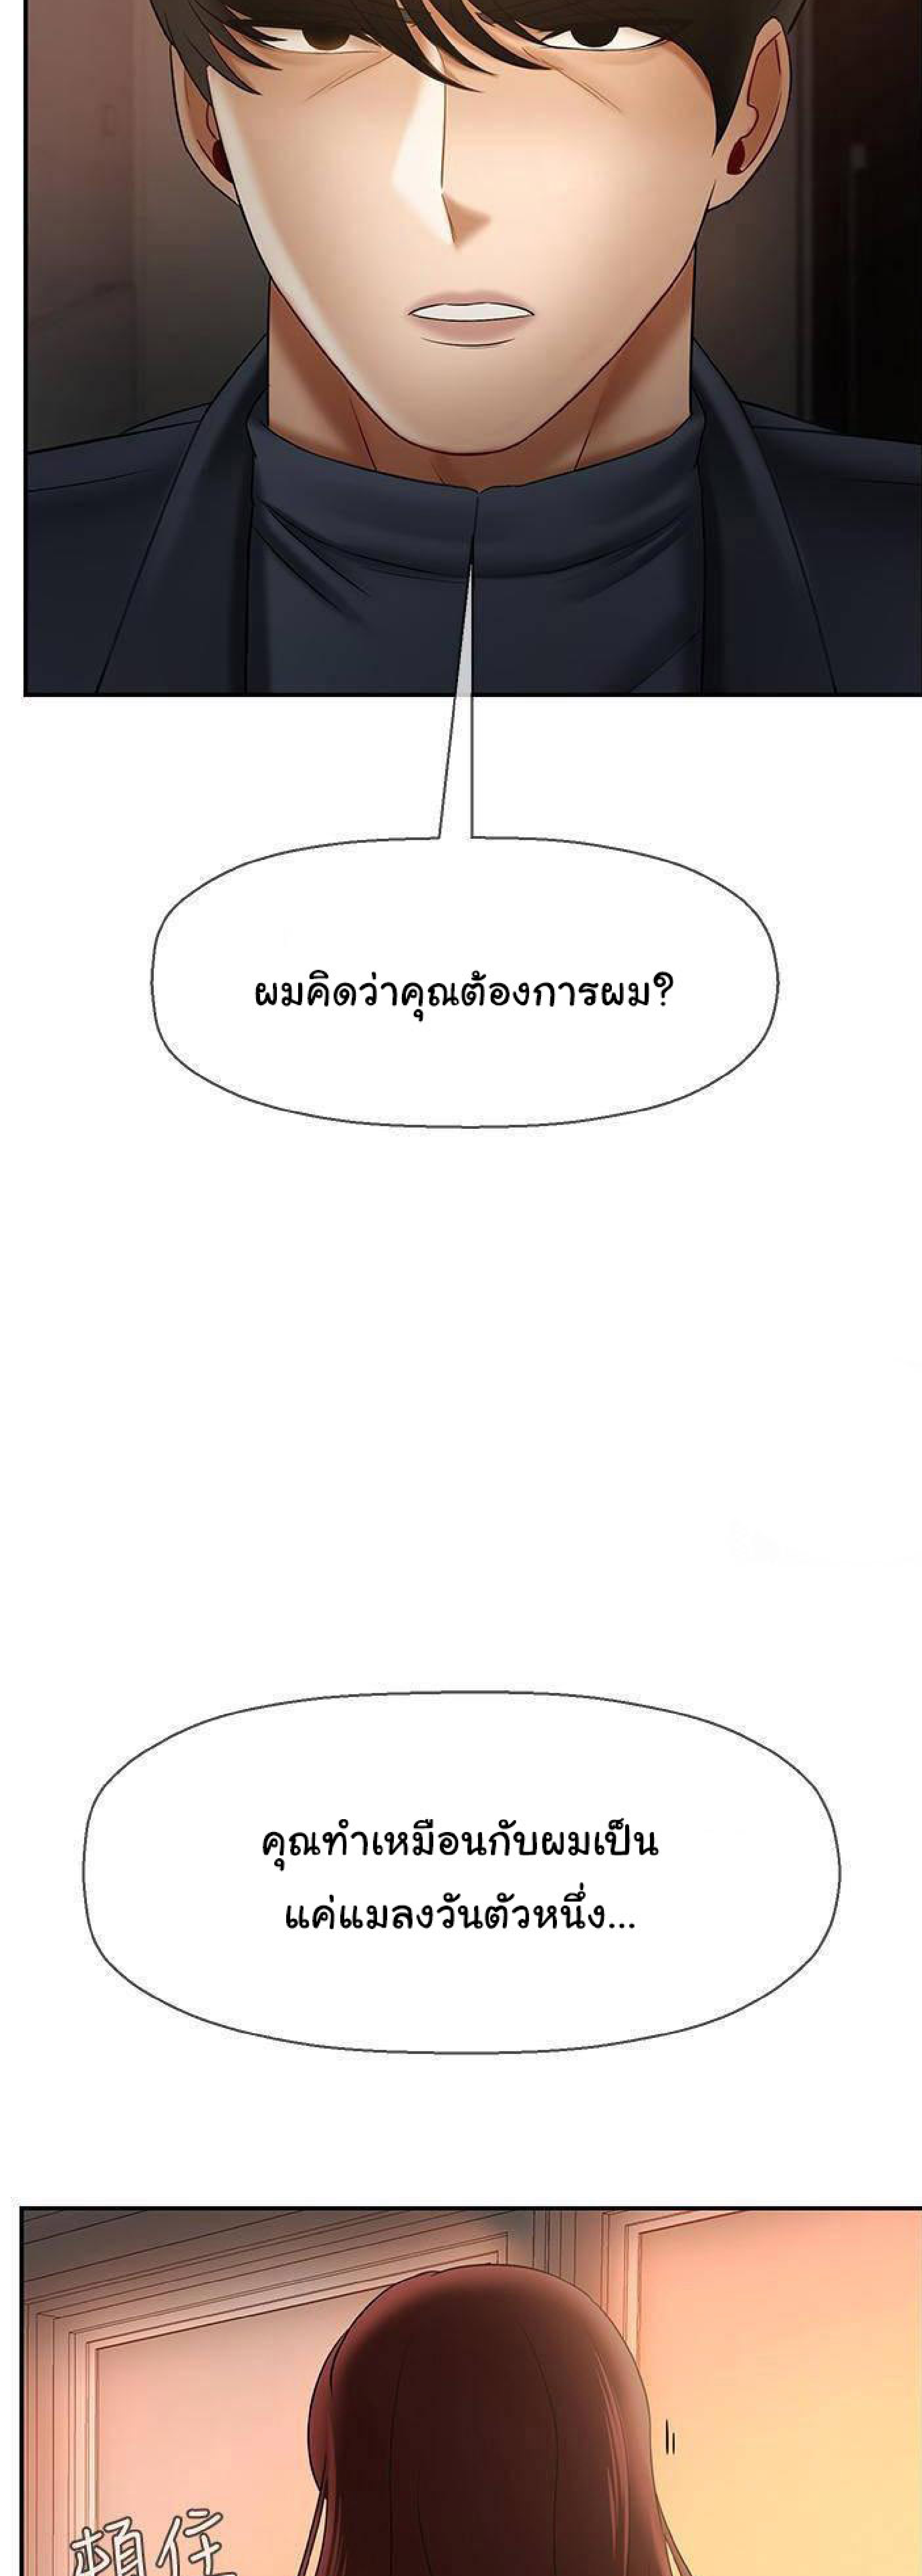 ผมคิดว่าคุณต้องการผม?
คุณทำเหมือนกับผมเป็น
แค่แมลงวันตัวหนึ่ง...
頓住